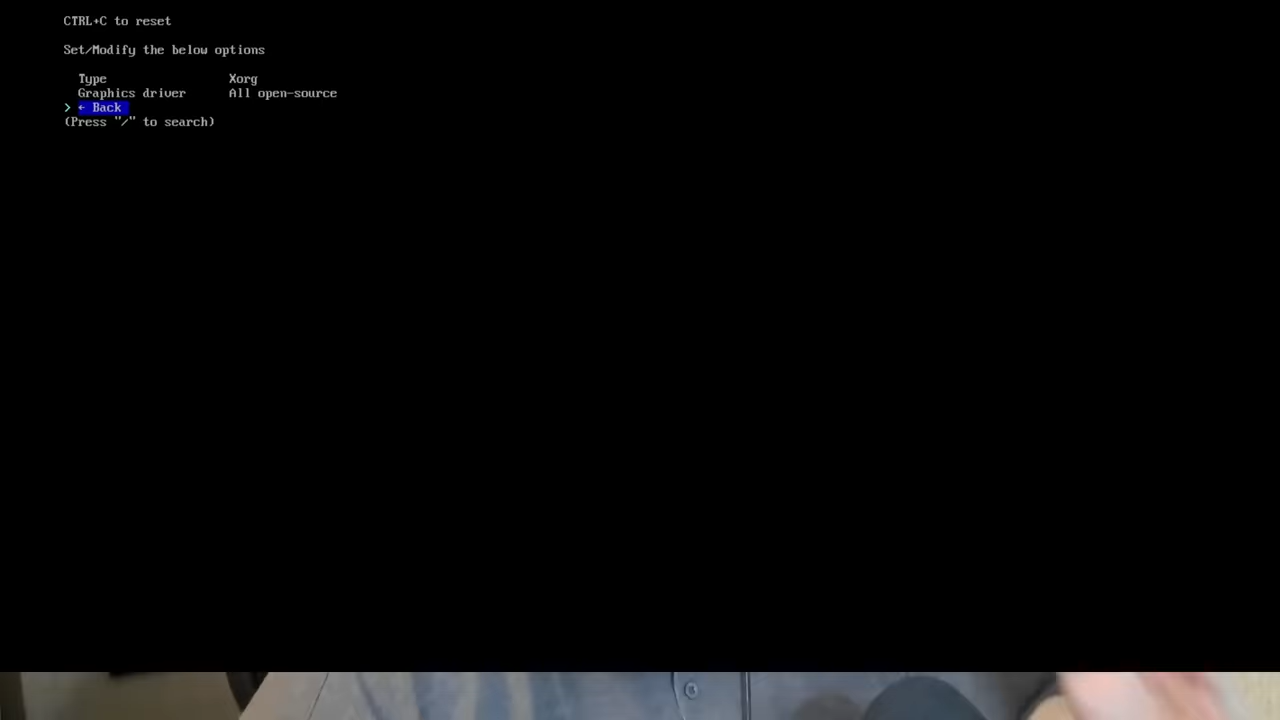 CTRL+C to reset
Set/Modify the below options
Type Xorg
Graphics driver All open-source
> ← Back
(Press "/" to search)